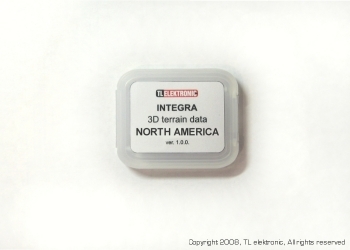 TL ELEKTRONIC
INTEGRA
3D terrain data
NORTH AMERICA
ver. 1.0.0.
Copyright 2008, TL elektronic, All rights reserved